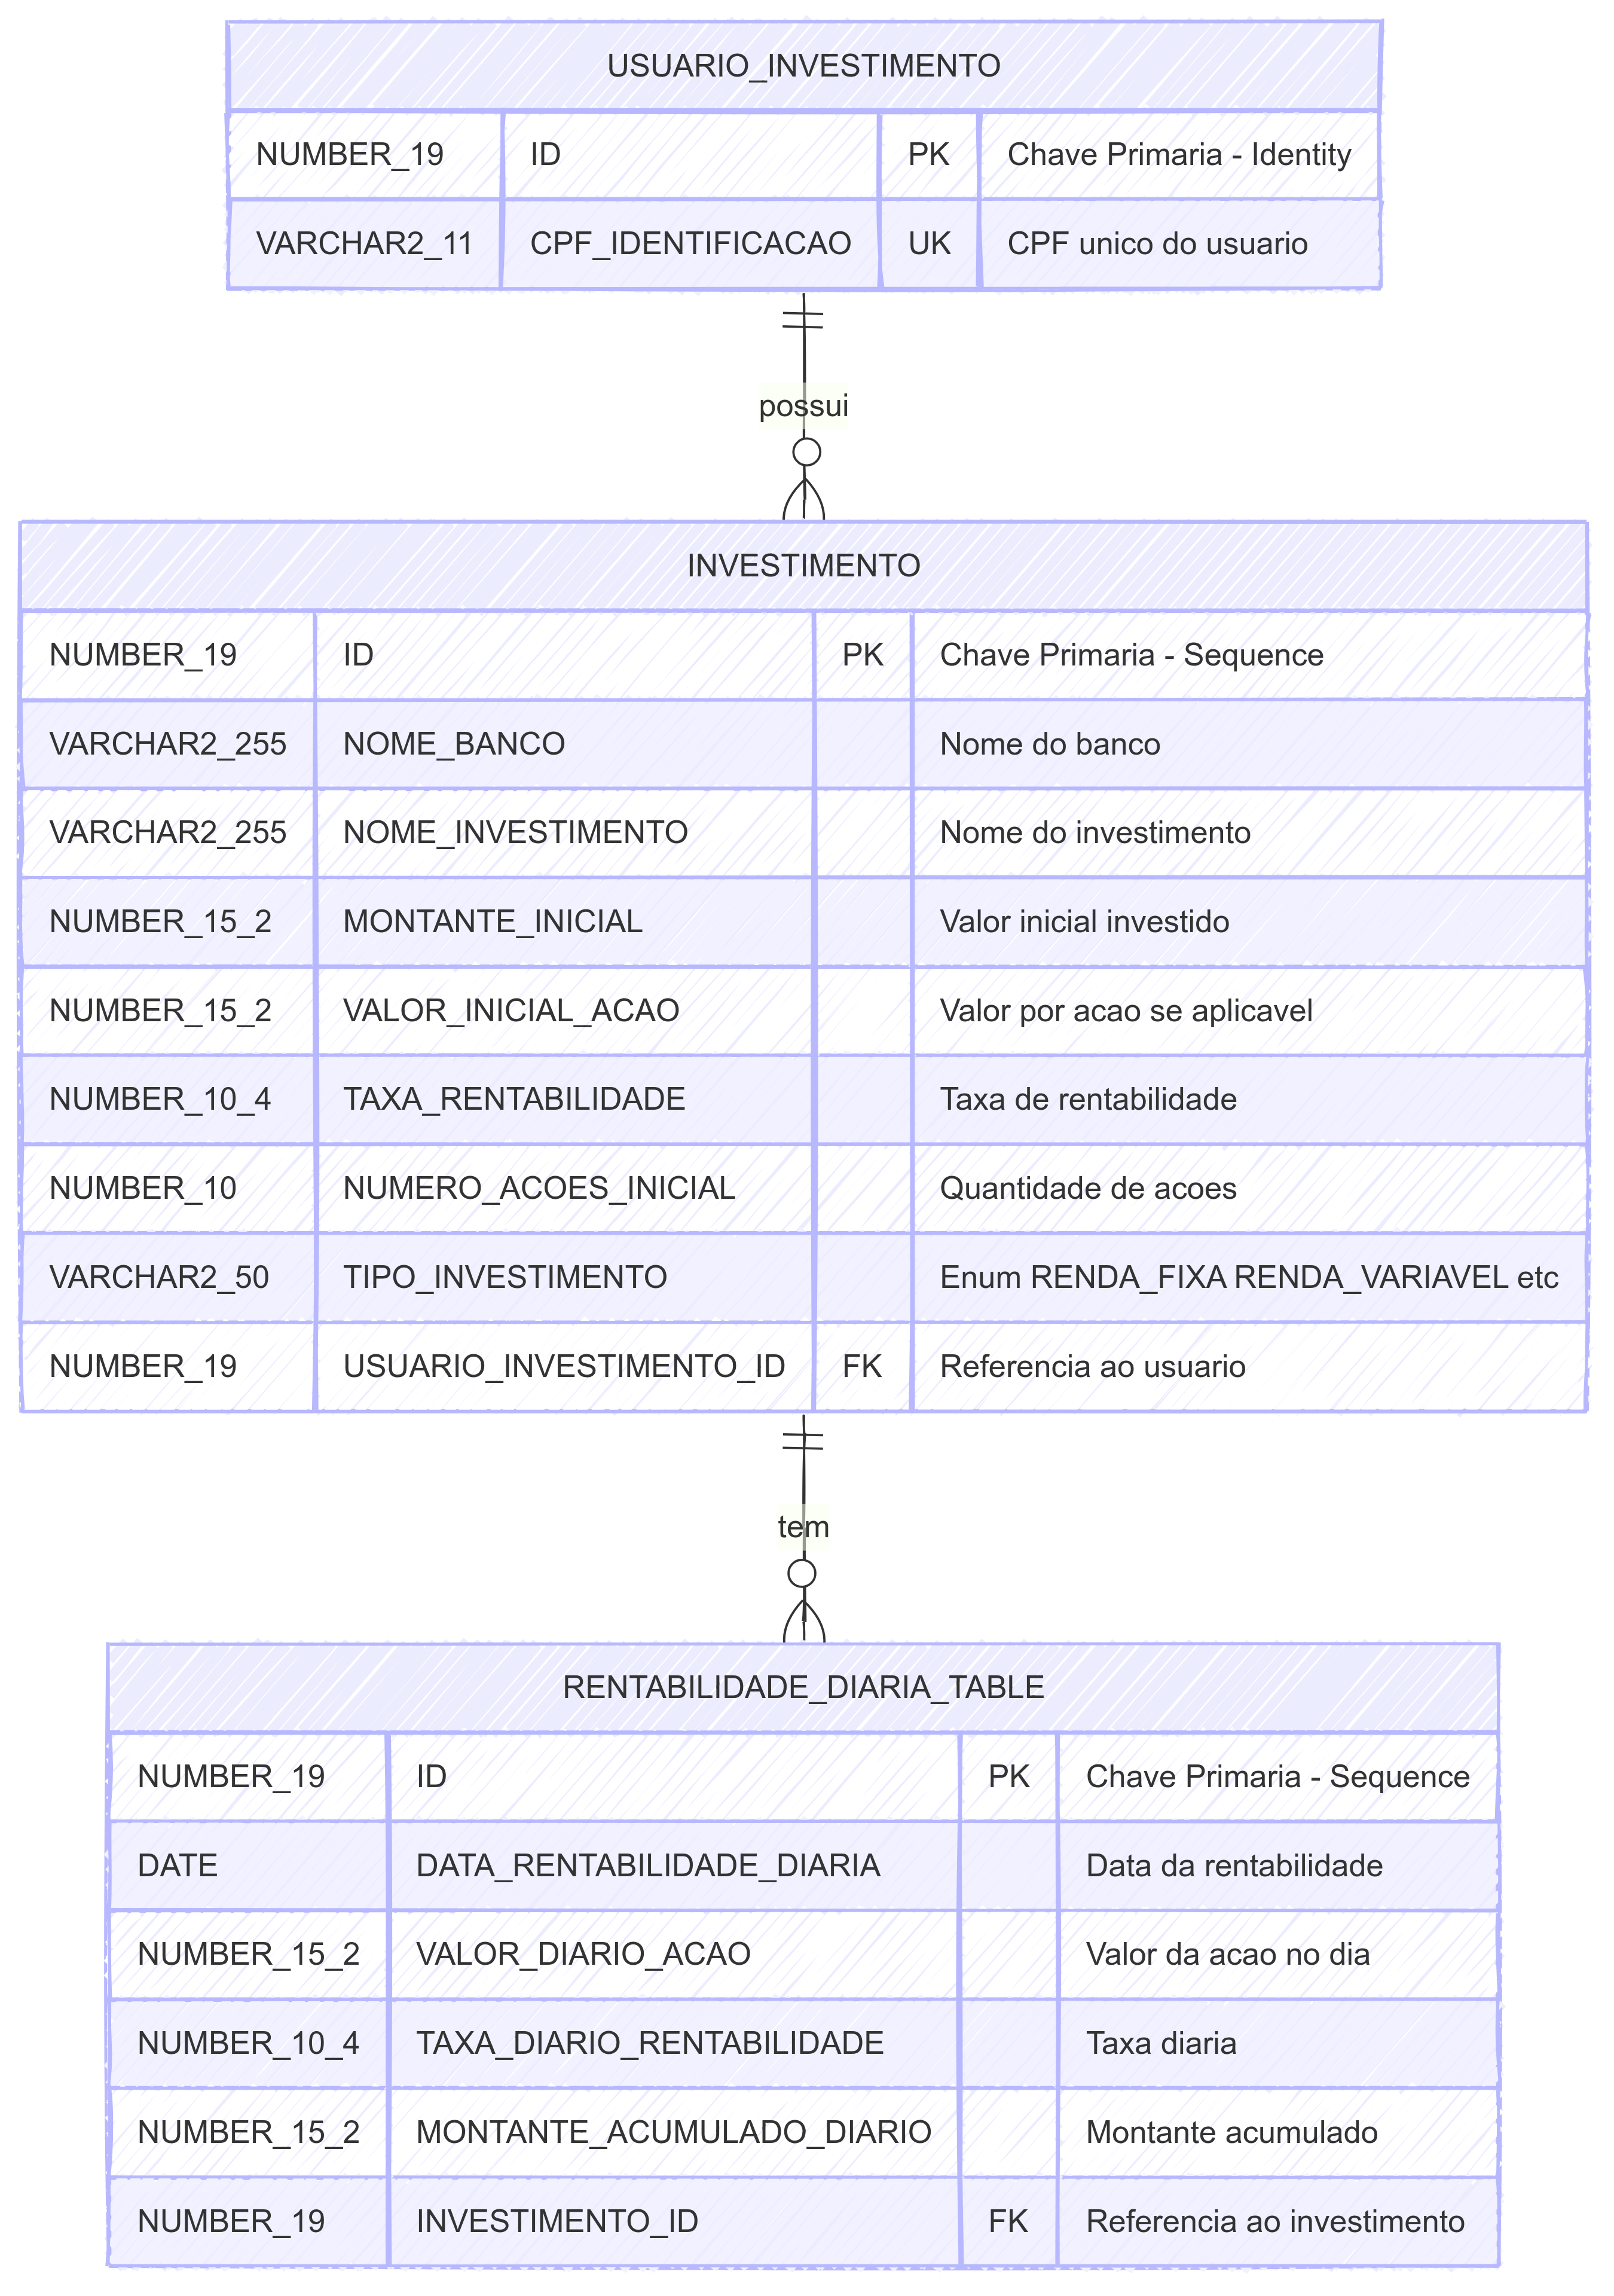 USUARIO_INVESTIMENTO
NUMBER_19 ID PK Chave Primaria - Identity
VARCHAR2_11 CPF_IDENTIFICACAO UK CPF unico do usuario
possui
INVESTIMENTO
NUMBER_19 ID PK Chave Primaria - Sequence
VARCHAR2_255 NOME_BANCO Nome do banco
VARCHAR2_255 NOME_INVESTIMENTO Nome do investimento
NUMBER_15_2 MONTANTE_INICIAL Valor inicial investido
NUMBER_15_2 VALOR_INICIAL_ACAO Valor por acao se aplicavel
NUMBER_10_4 TAXA_RENTABILIDADE Taxa de rentabilidade
NUMBER_10 NUMERO_ACOES_INICIAL Quantidade de acoes
VARCHAR2_50 TIPO_INVESTIMENTO Enum RENDA_FIXA RENDA_VARIAVEL etc
NUMBER_19 USUARIO_INVESTIMENTO_ID FK Referencia ao usuario
tem
RENTABILIDADE_DIARIA_TABLE
NUMBER_19 ID PK Chave Primaria - Sequence
DATE DATA_RENTABILIDADE_DIARIA Data da rentabilidade
NUMBER_15_2 VALOR_DIARIO_ACAO Valor da acao no dia
NUMBER_10_4 TAXA_DIARIO_RENTABILIDADE Taxa diaria
NUMBER_15_2 MONTANTE_ACUMULADO_DIARIO Montante acumulado
NUMBER_19 INVESTIMENTO_ID FK Referencia ao investimento